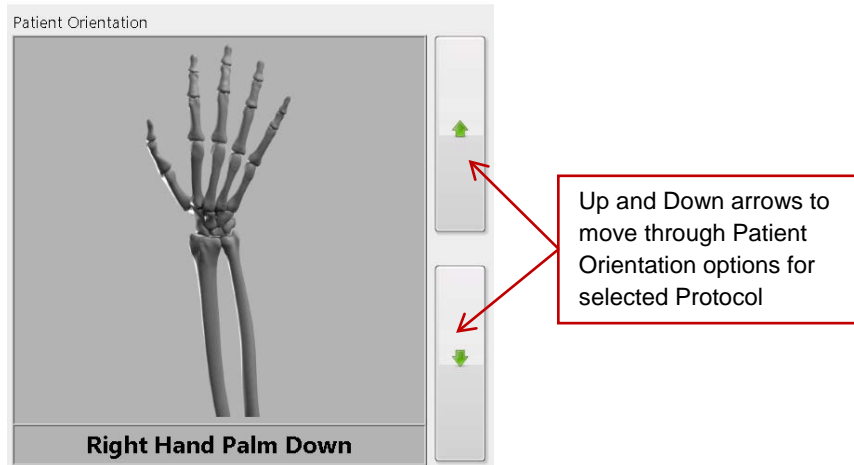 Patient Orientation
Up and Down arrows to
move through Patient
Orientation options for
selected Protocol
Right Hand Palm Down